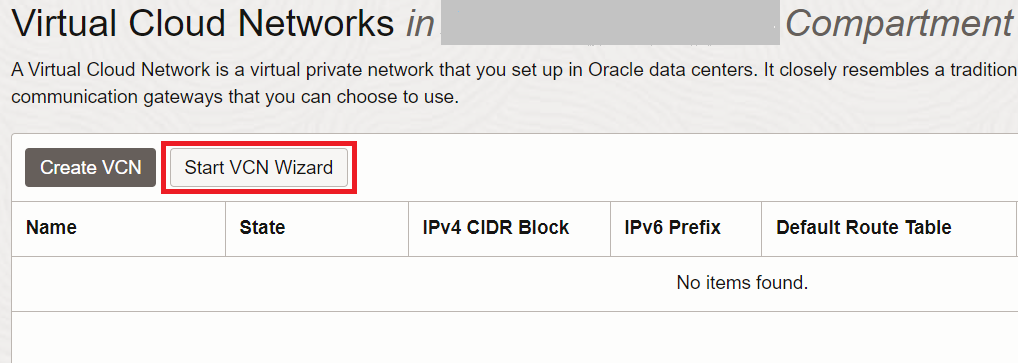 Virtual Cloud Networks in Compartment
A Virtual Cloud Network is a virtual private network that you set up in Oracle data centers. It closely resembles a tradition
communication gateways that you can choose to use.
Create VCN Start VCN Wizard
Name State IPv4 CIDR Block IPv6 Prefix Default Route Table
No items found.